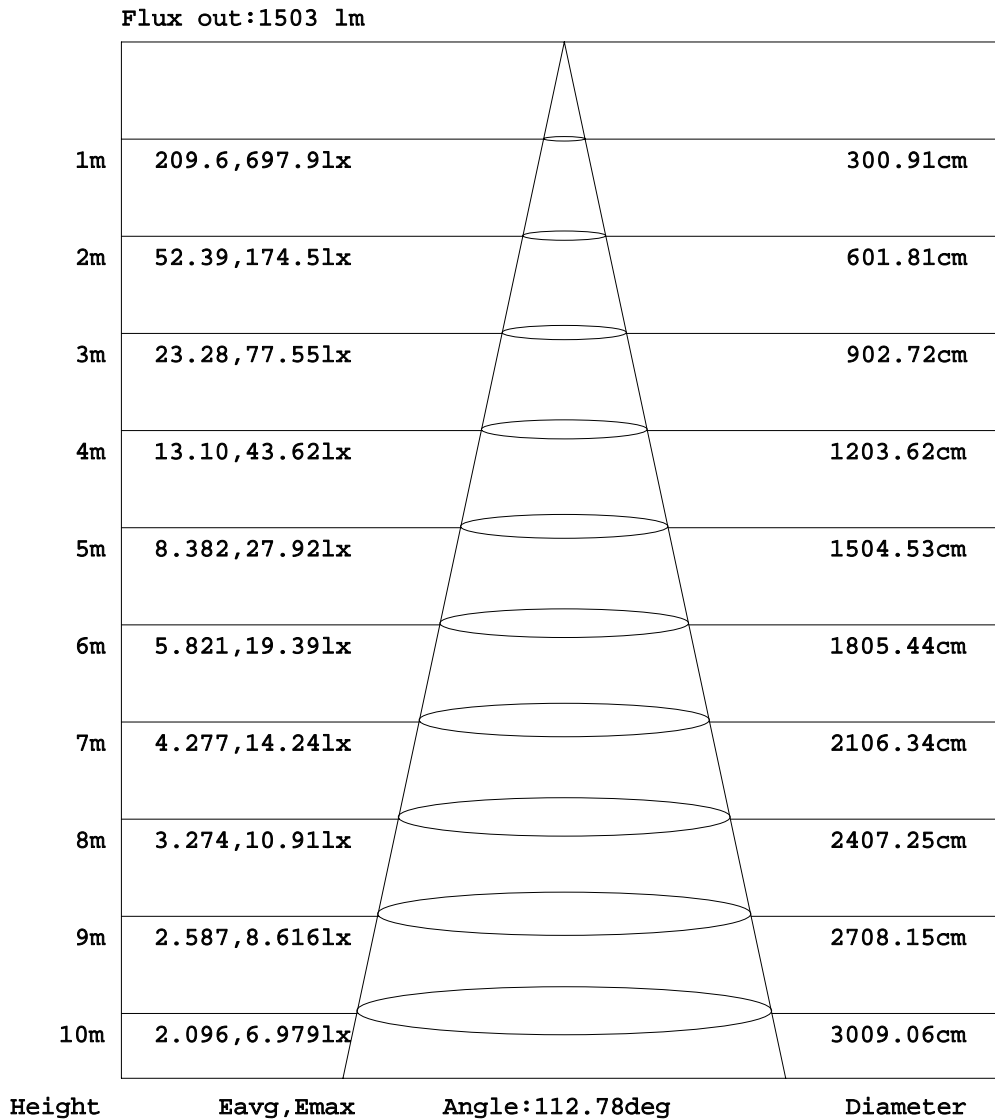 Flux out:1503 lm
1m 209.6,697.9lx 300.91cm
2m 52.39,174.5lx 601.81cm
3m 23.28,77.55lx 902.72cm
4m 13.10,43.62lx 1203.62cm
5m 8.382,27.92lx 1504.53cm
6m 5.821,19.39lx 1805.44cm
7m 4.277,14.24lx 2106.34cm
8m 3.274,10.91lx 2407.25cm
9m 2.587,8.616lx 2708.15cm
10m 2.096,6.979lx 3009.06cm
Height Eavg,Emax Angle:112.78deg Diameter